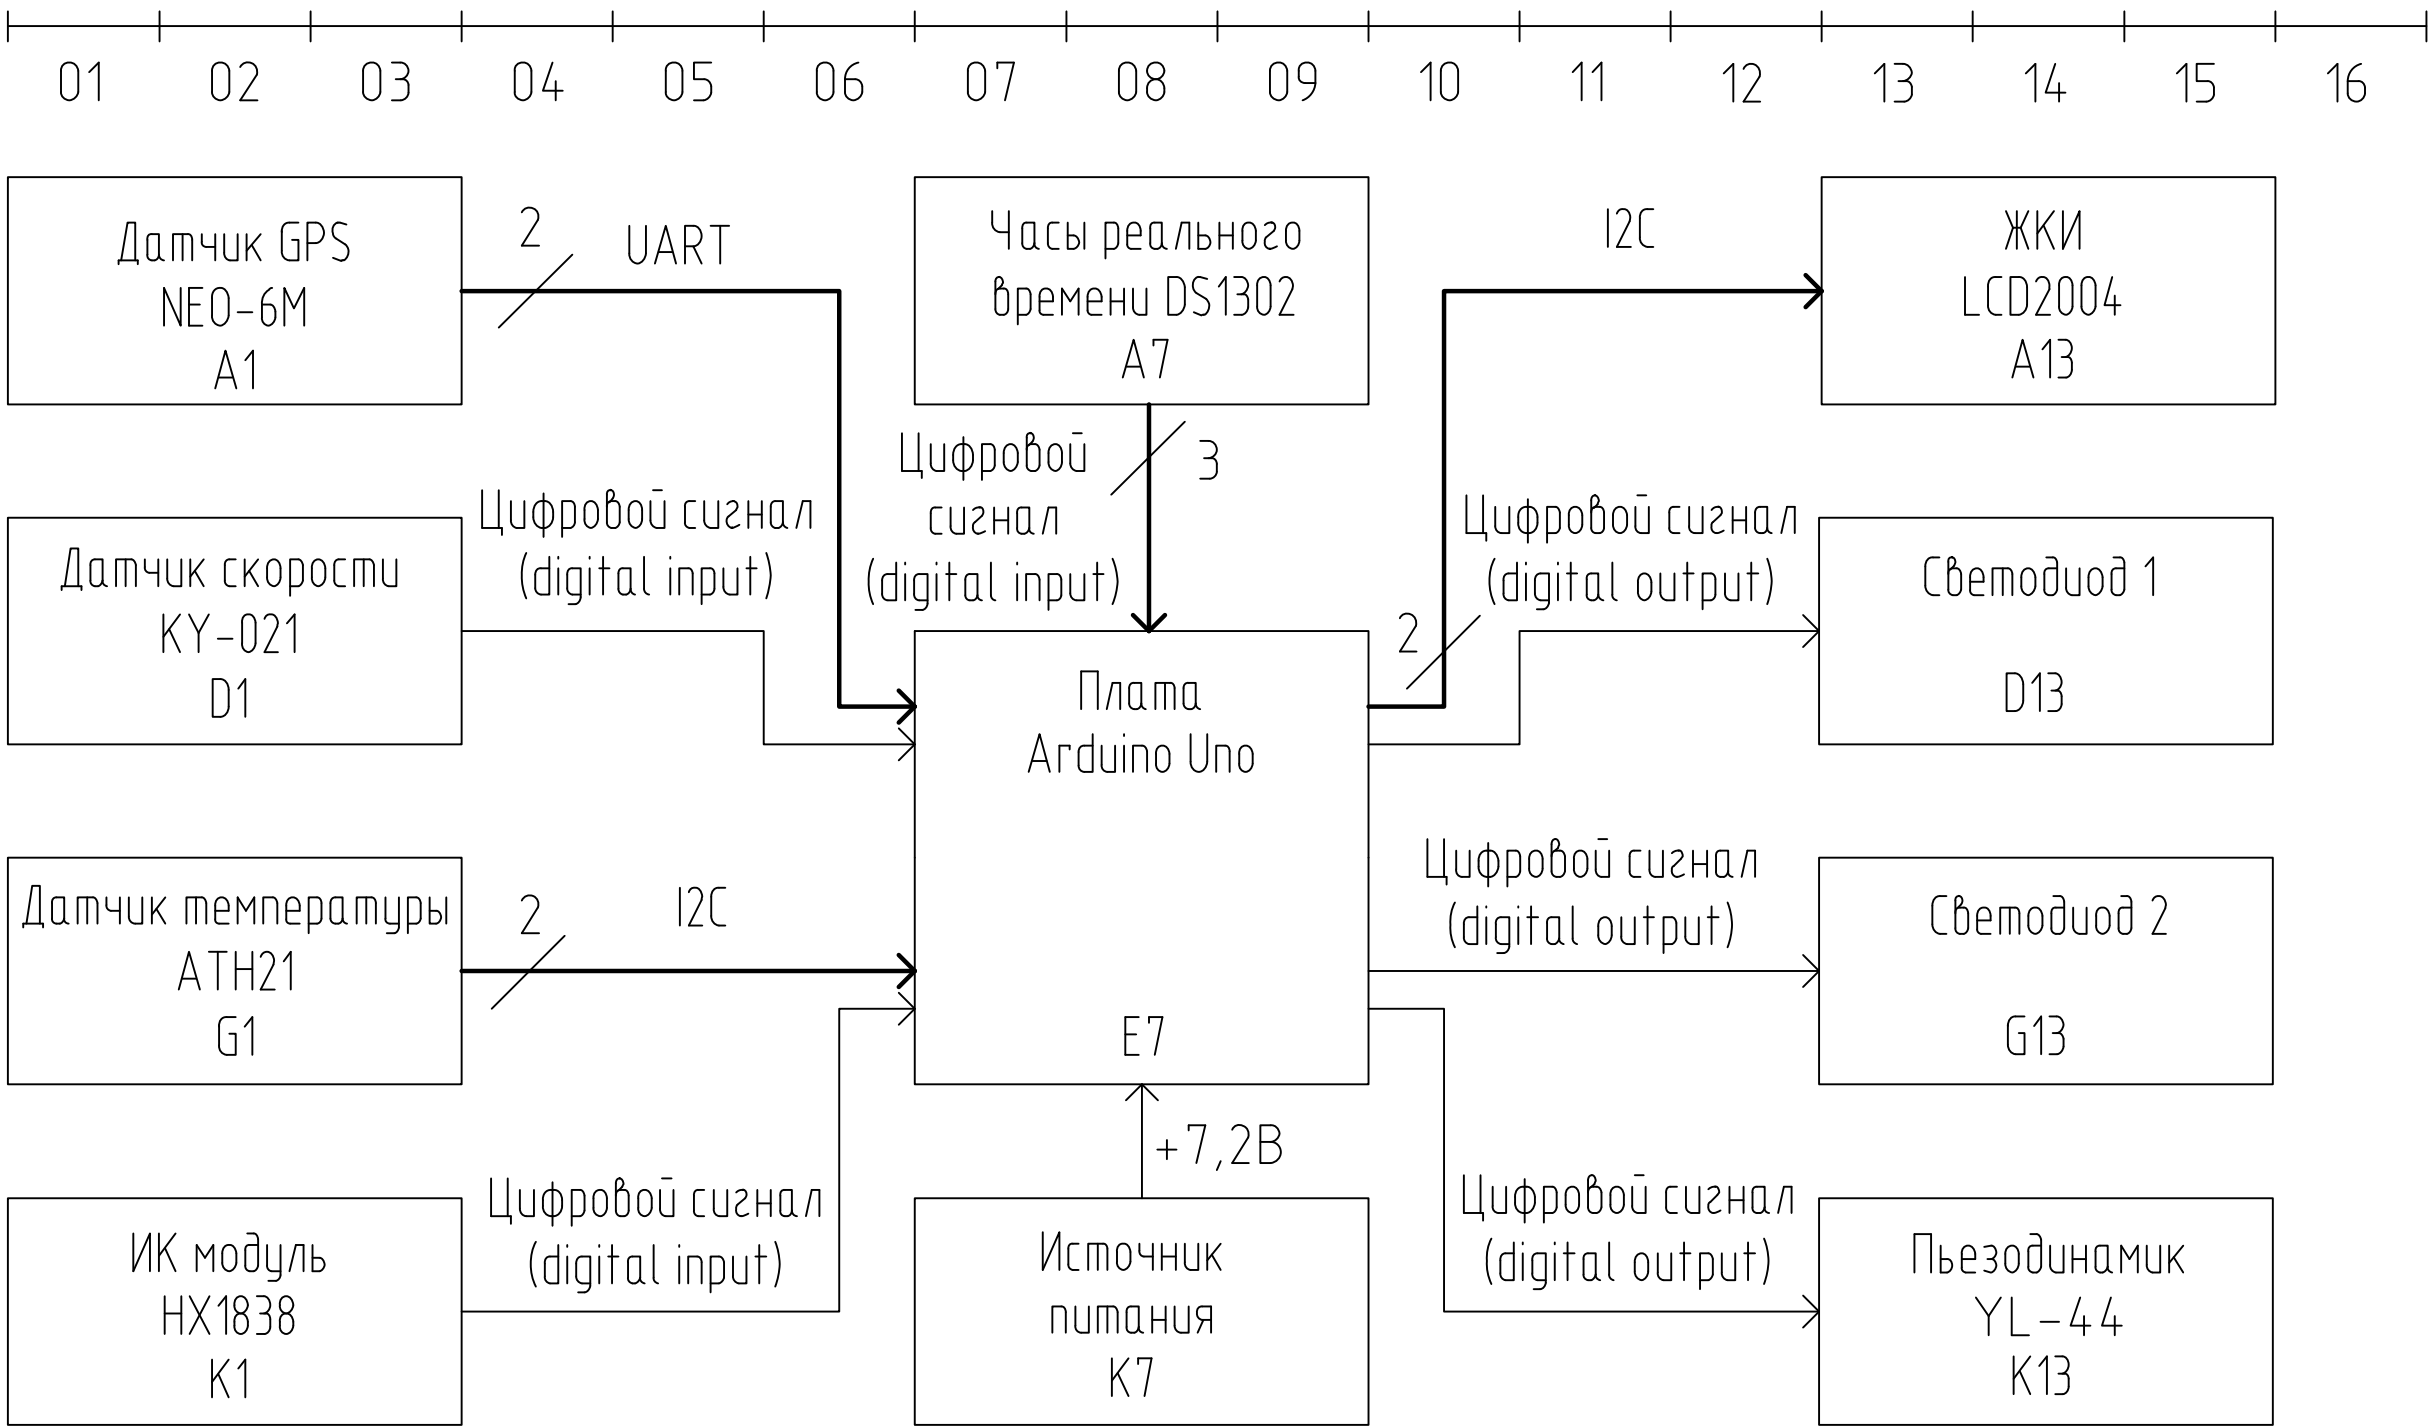 01 02 03 04 05 06 07 08 09 10 11 12 13 14 15 16
Датчик GPS
NEO-6M
A1
2
UART
Часы реального
времени DS1302
A7
I2C
ЖКИ
LCD2004
A13
Цифровой
сигнал
(digital input)
3
Датчик скорости
KY-021
D1
Цифровой сигнал
(digital input)
Плата
Arduino Uno
E7
2
Цифровой сигнал
(digital output)
Светодиод 1
D13
Датчик температуры
ATH21
G1
2
I2C
Цифровой сигнал
(digital output)
Светодиод 2
G13
ИК модуль
HX1838
K1
Цифровой сигнал
(digital input)
+7,2В
Источник
питания
K7
Цифровой сигнал
(digital output)
Пьезодинамик
YL-44
K13